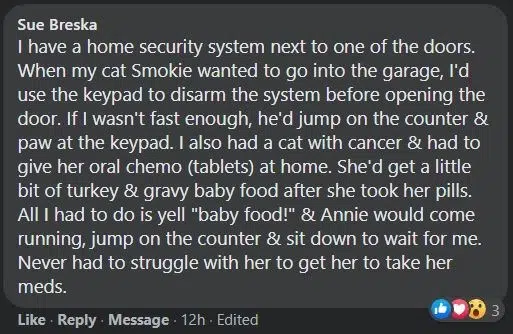 Sue Breska
I have a home security system next to one of the doors.
When my cat Smokie wanted to go into the garage, I'd
use the keypad to disarm the system before opening the
door. If I wasn't fast enough, he'd jump on the counter &
paw at the keypad. I also had a cat with cancer & had to
give her oral chemo (tablets) at home. She'd get a little
bit of turkey & gravy baby food after she took her pills.
All I had to do is yell "baby food!" & Annie would come
running, jump on the counter & sit down to wait for me.
Never had to struggle with her to get her to take her
meds.
Like · Reply · Message · 12h · Edited 3